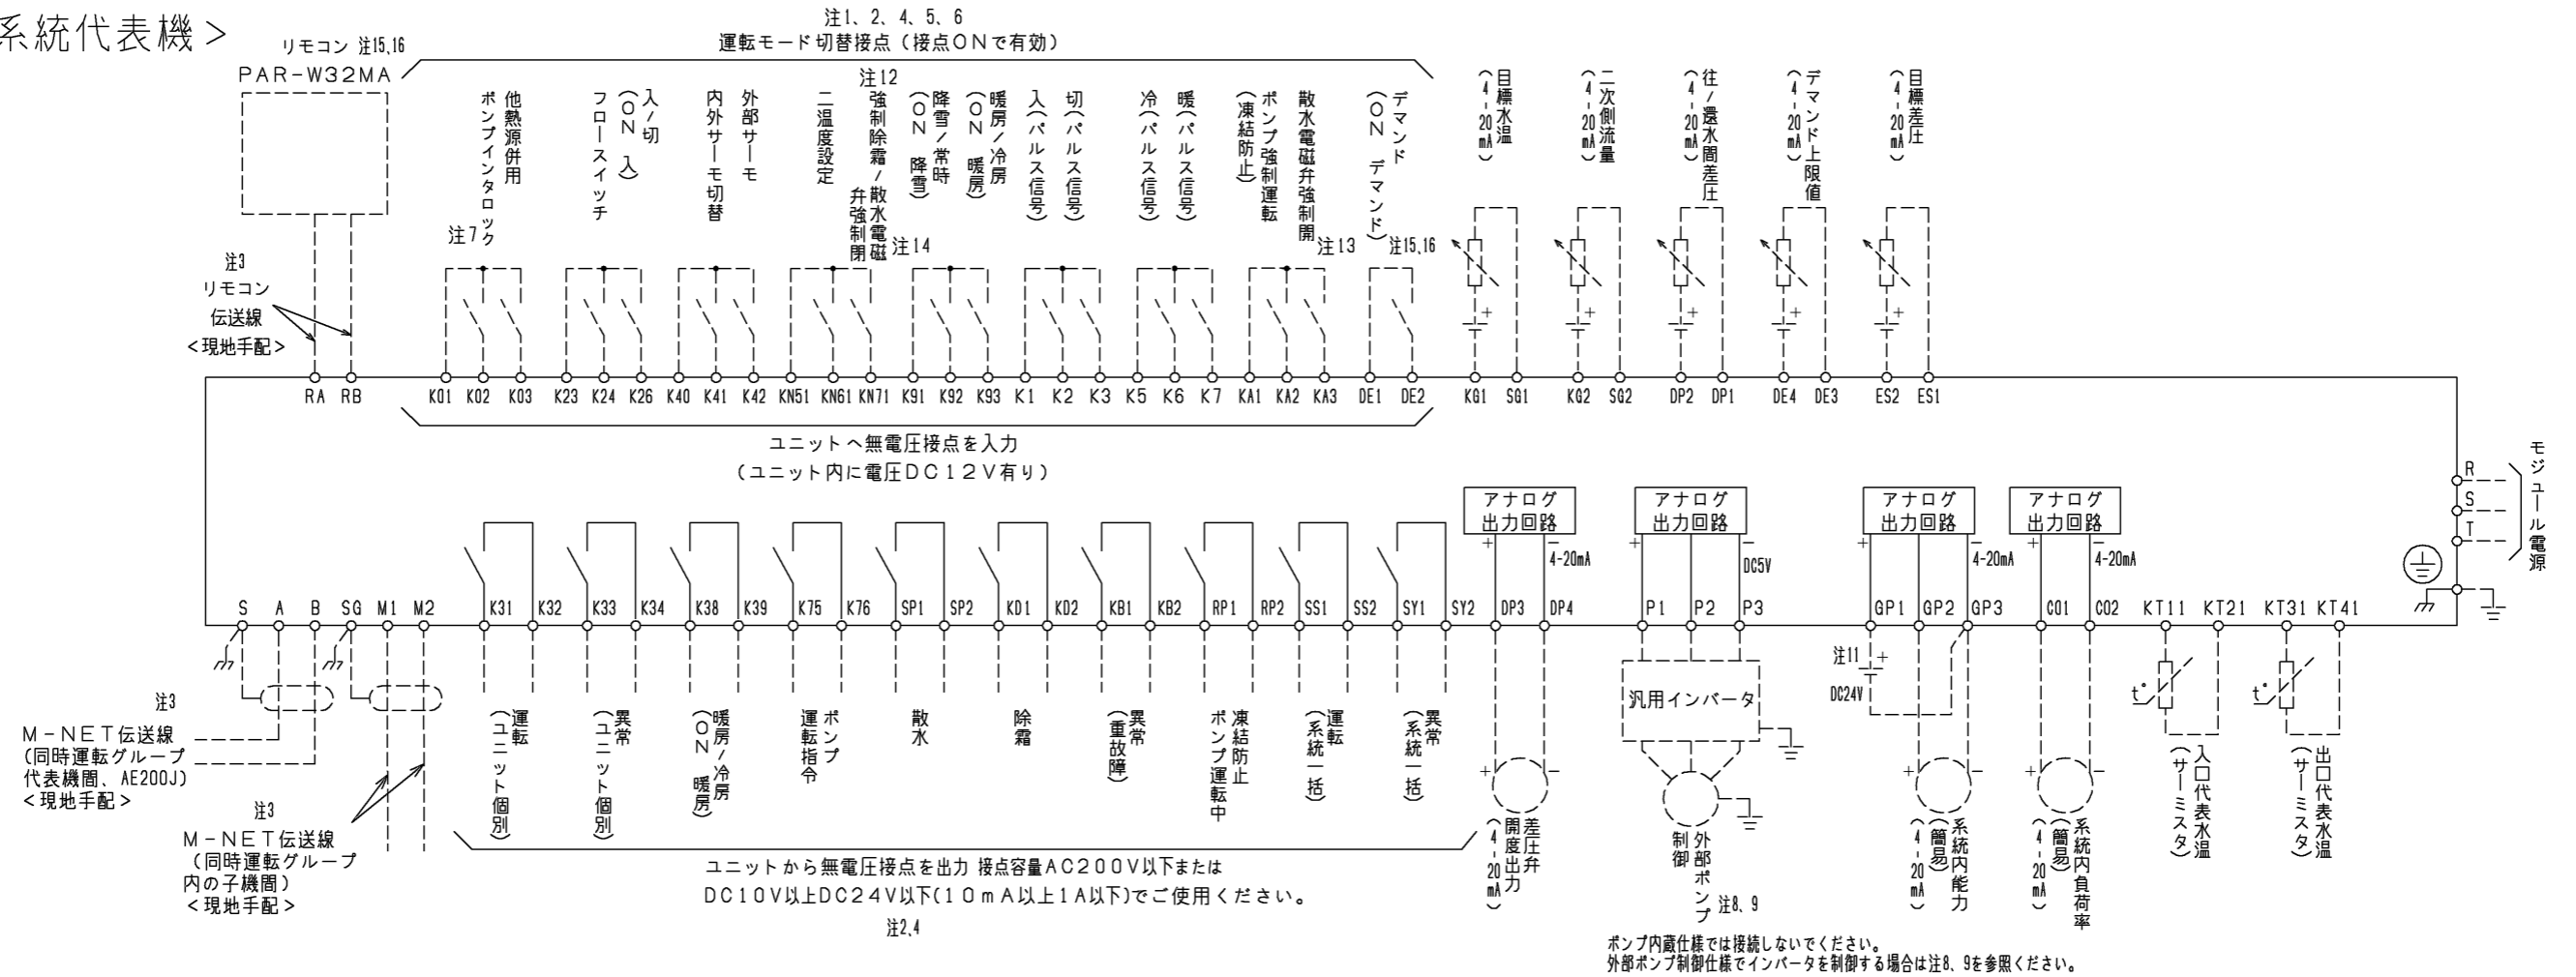 系統代表機＞
注1、2、4、5、6
運転モード切替接点（接点ONで有効）
リモコン 注15,16
PAR-W32MA
注3
リモコン
伝送線
＜現地手配＞
他熱源併用
ポンプインタロック
注7
入/切
(ON 入)
フロースイッチ
外部サーモ
内外サーモ切替
二温度設定
注12
強制除霜/散水電磁
弁強制閉
降雪/常時
(ON 降雪)
暖房/冷房
(ON 暖房)
注14
入(パルス信号)
切(パルス信号)
冷(パルス信号)
暖(パルス信号)
ポンプ強制運転
(凍結防止)
散水電磁弁強制開
注13
デマンド
(ON デマンド)
注15,16
目標水温
(4-20mA)
二次側流量
(4-20mA)
往/還水間差圧
(4-20mA)
デマンド上限値
(4-20mA)
目標差圧
(4-20mA)
+ + + + +
RA RB K01 K02 K03 K23 K24 K26 K40 K41 K42 KN51 KN61 KN71 K91 K92 K93 K1 K2 K3 K5 K6 K7 KA1 KA2 KA3 DE1 DE2 KG1 SG1 KG2 SG2 DP2 DP1 DE4 DE3 ES2 ES1
ユニットへ無電圧接点を入力
（ユニット内に電圧DC12V有り）
R
S
T
モジュール電源
アナログ
出力回路
+ −
4-20mA
アナログ
出力回路
+ −
DC5V
アナログ
出力回路
+ −
4-20mA
アナログ
出力回路
+ −
4-20mA
S A B SG M1 M2 K31 K32 K33 K34 K38 K39 K75 K76 SP1 SP2 KD1 KD2 KB1 KB2 RP1 RP2 SS1 SS2 SY1 SY2 DP3 DP4 P1 P2 P3 GP1 GP2 GP3 CO1 CO2 KT11 KT21 KT31 KT41
注3
M-NET伝送線
(同時運転グループ
代表機間、AE200J)
＜現地手配＞
注3
M-NET伝送線
（同時運転グループ
内の子機間）
＜現地手配＞
運転
(ユニット個別)
異常
(ユニット個別)
暖房/冷房
(ON 暖房)
ポンプ
運転指令
散水
除霜
異常
(重故障)
凍結防止
ポンプ運転中
運転
(系統一括)
異常
(系統一括)
+ −
差圧弁
開度出力
(4-20mA)
汎用インバータ
外部ポンプ
制御
注8、9
注11 +
DC24V
+ −
系統内能力
(簡易)
(4-20mA)
+ −
系統内負荷率
(簡易)
(4-20mA)
t°
入口代表水温
(サーミスタ)
t°
出口代表水温
(サーミスタ)
ユニットから無電圧接点を出力 接点容量AC200V以下または
DC10V以上DC24V以下(10mA以上1A以下)でご使用ください。
注2,4
ポンプ内蔵仕様では接続しないでください。
外部ポンプ制御仕様でインバータを制御する場合は注8、9を参照ください。